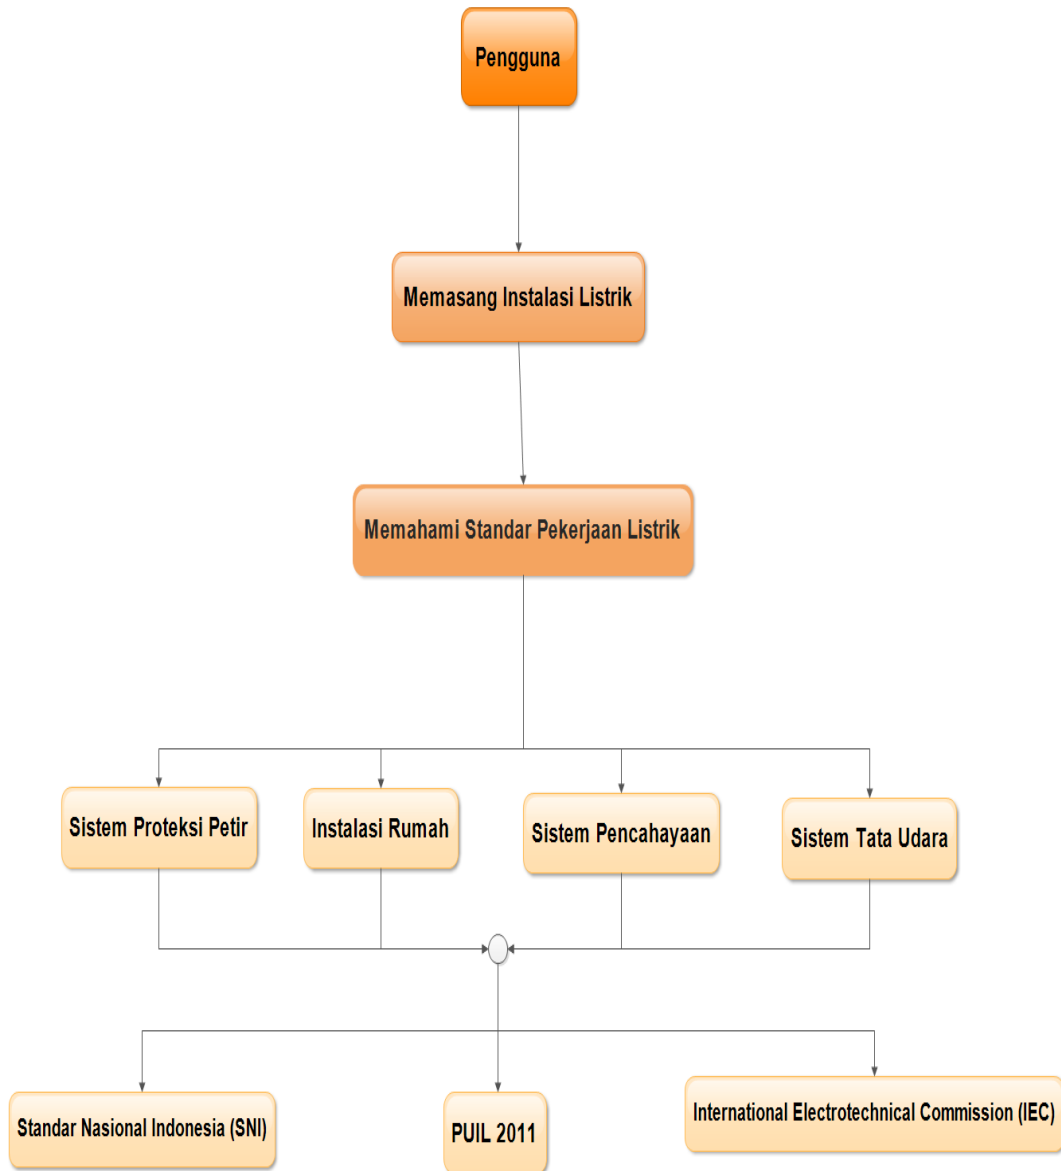 Pengguna
Memasang Instalasi Listrik
Memahami Standar Pekerjaan Listrik
Sistem Proteksi Petir
Instalasi Rumah
Sistem Pencahayaan
Sistem Tata Udara
Standar Nasional Indonesia (SNI)
PUIL 2011
International Electrotechnical Commission (IEC)